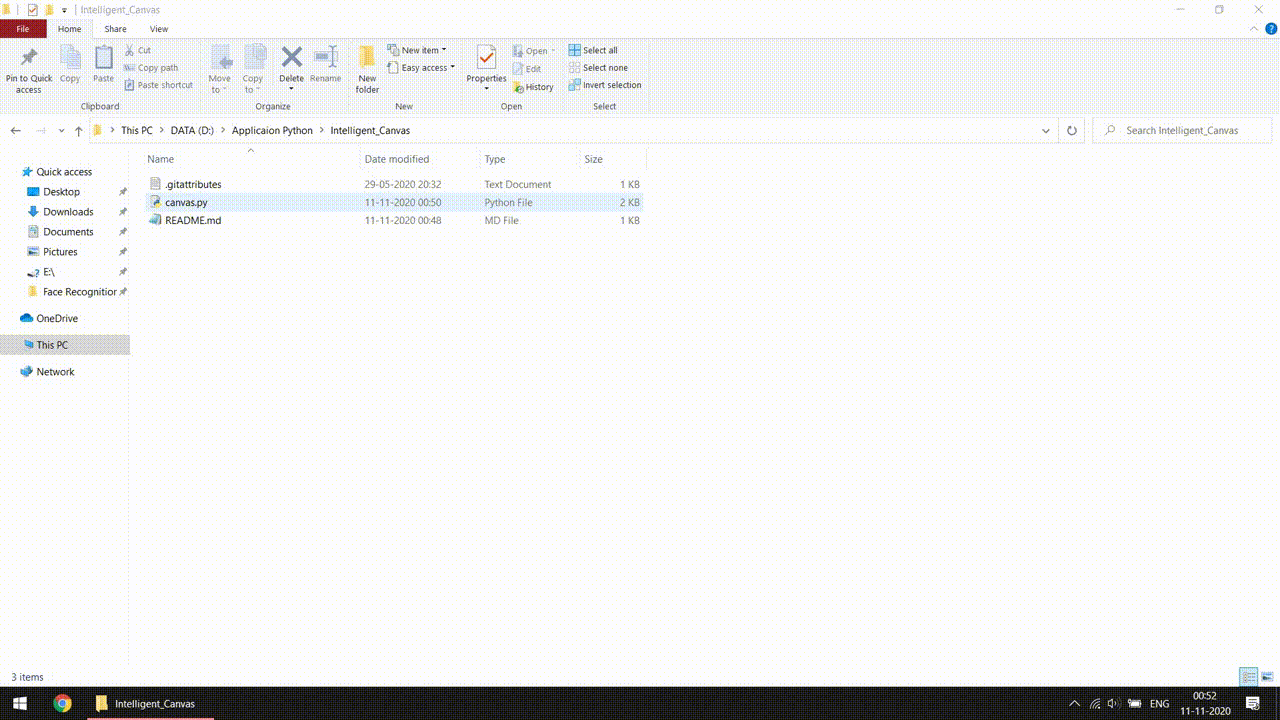 Intelligent_Canvas
File Home Share View
Pin to Quick access
Copy
Paste
Cut
Copy path
Paste shortcut
Clipboard
Move to
Copy to
Delete
Rename
Organize
New folder
New item
Easy access
New
Properties
Open
Edit
History
Open
Select all
Select none
Invert selection
Select
This PC > DATA (D:) > Applicaion Python > Intelligent_Canvas
Search Intelligent_Canvas
Name Date modified Type Size
.gitattributes 29-05-2020 20:32 Text Document 1 KB
canvas.py 11-11-2020 00:50 Python File 2 KB
README.md 11-11-2020 00:48 MD File 1 KB
Quick access
Desktop
Downloads
Documents
Pictures
E:\
Face Recognition
OneDrive
This PC
Network
3 items
Intelligent_Canvas
ENG
00:52
11-11-2020